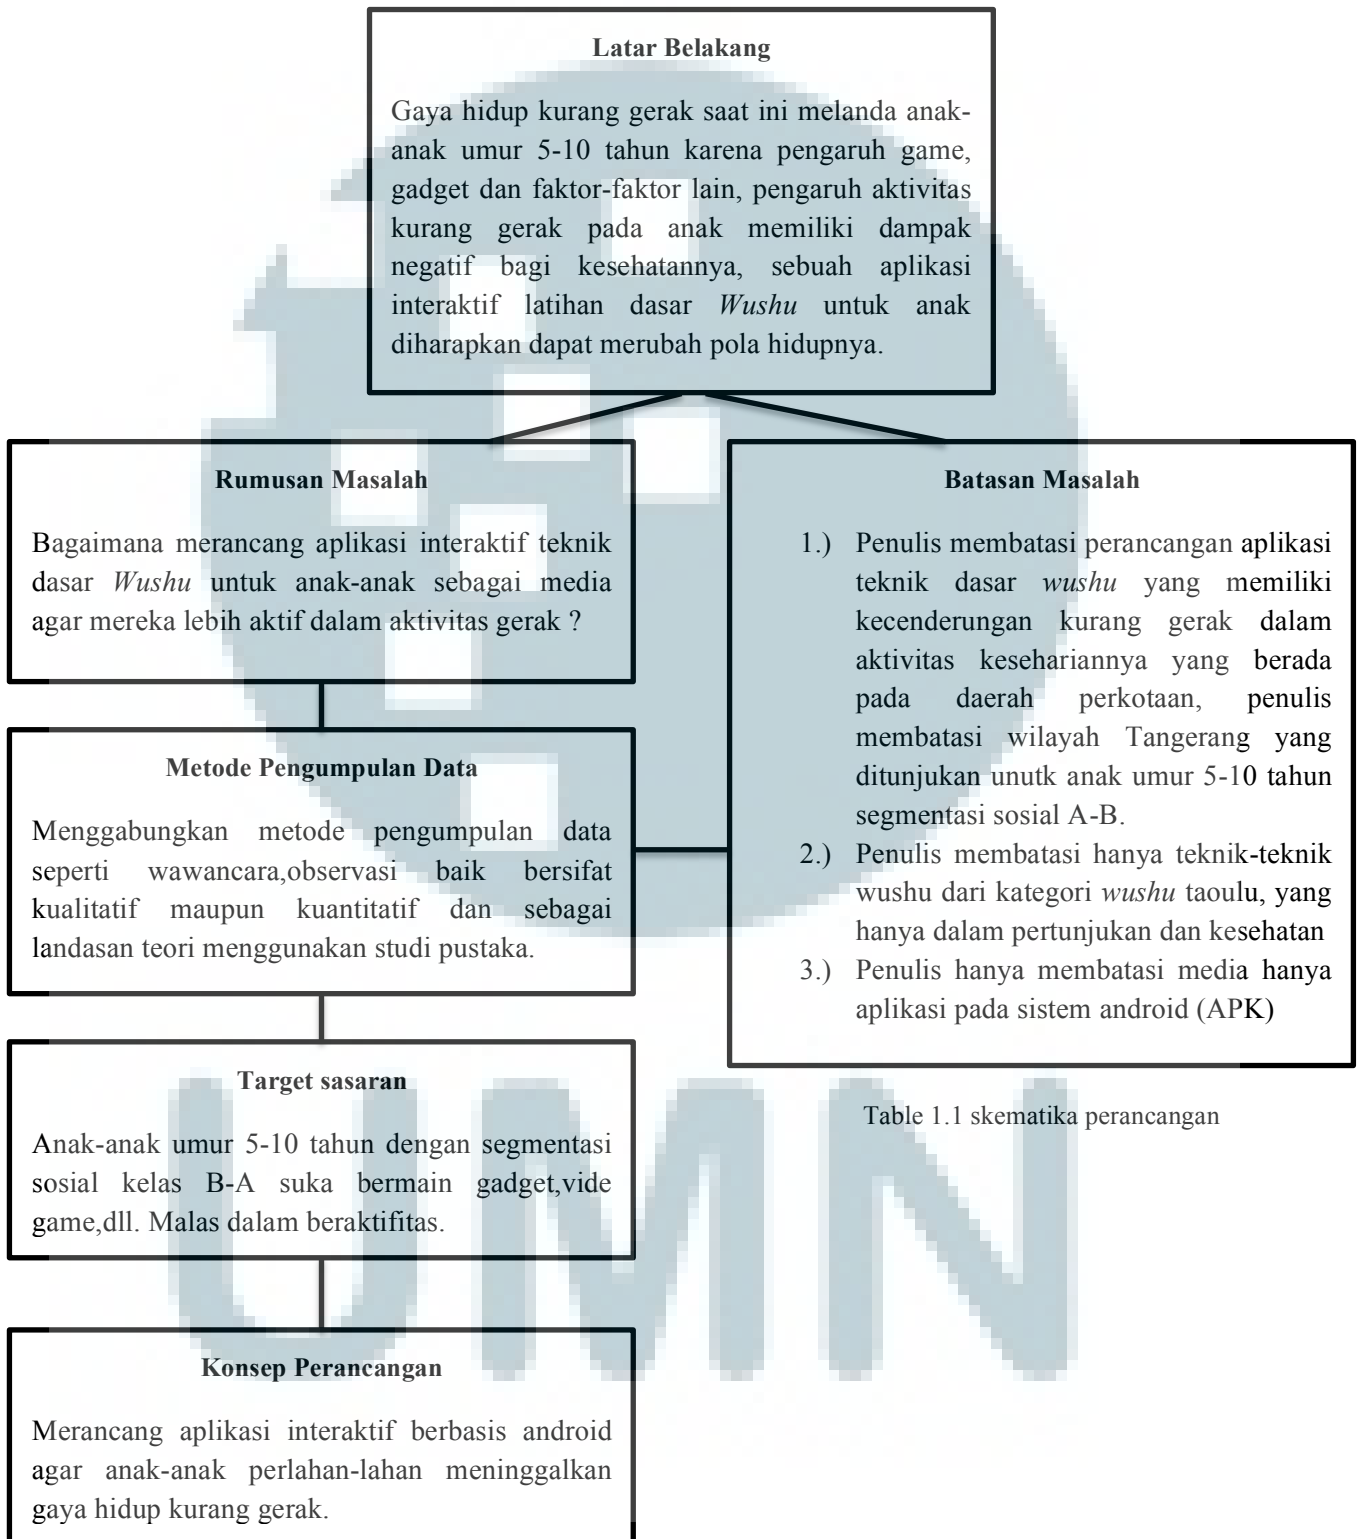 Latar Belakang
Gaya hidup kurang gerak saat ini melanda anak-
anak umur 5-10 tahun karena pengaruh game,
gadget dan faktor-faktor lain, pengaruh aktivitas
kurang gerak pada anak memiliki dampak
negatif bagi kesehatannya, sebuah aplikasi
interaktif latihan dasar Wushu untuk anak
diharapkan dapat merubah pola hidupnya.
Rumusan Masalah
Bagaimana merancang aplikasi interaktif teknik
dasar Wushu untuk anak-anak sebagai media
agar mereka lebih aktif dalam aktivitas gerak ?
Batasan Masalah
1.) Penulis membatasi perancangan aplikasi
teknik dasar wushu yang memiliki
kecenderungan kurang gerak dalam
aktivitas kesehariannya yang berada
pada daerah perkotaan, penulis
membatasi wilayah Tangerang yang
ditunjukan unutk anak umur 5-10 tahun
segmentasi sosial A-B.
2.) Penulis membatasi hanya teknik-teknik
wushu dari kategori wushu taoulu, yang
hanya dalam pertunjukan dan kesehatan
3.) Penulis hanya membatasi media hanya
aplikasi pada sistem android (APK)
Metode Pengumpulan Data
Menggabungkan metode pengumpulan data
seperti wawancara,observasi baik bersifat
kualitatif maupun kuantitatif dan sebagai
landasan teori menggunakan studi pustaka.
Target sasaran
Anak-anak umur 5-10 tahun dengan segmentasi
sosial kelas B-A suka bermain gadget,vide
game,dll. Malas dalam beraktifitas.
Table 1.1 skematika perancangan
Konsep Perancangan
Merancang aplikasi interaktif berbasis android
agar anak-anak perlahan-lahan meninggalkan
gaya hidup kurang gerak.
UMN